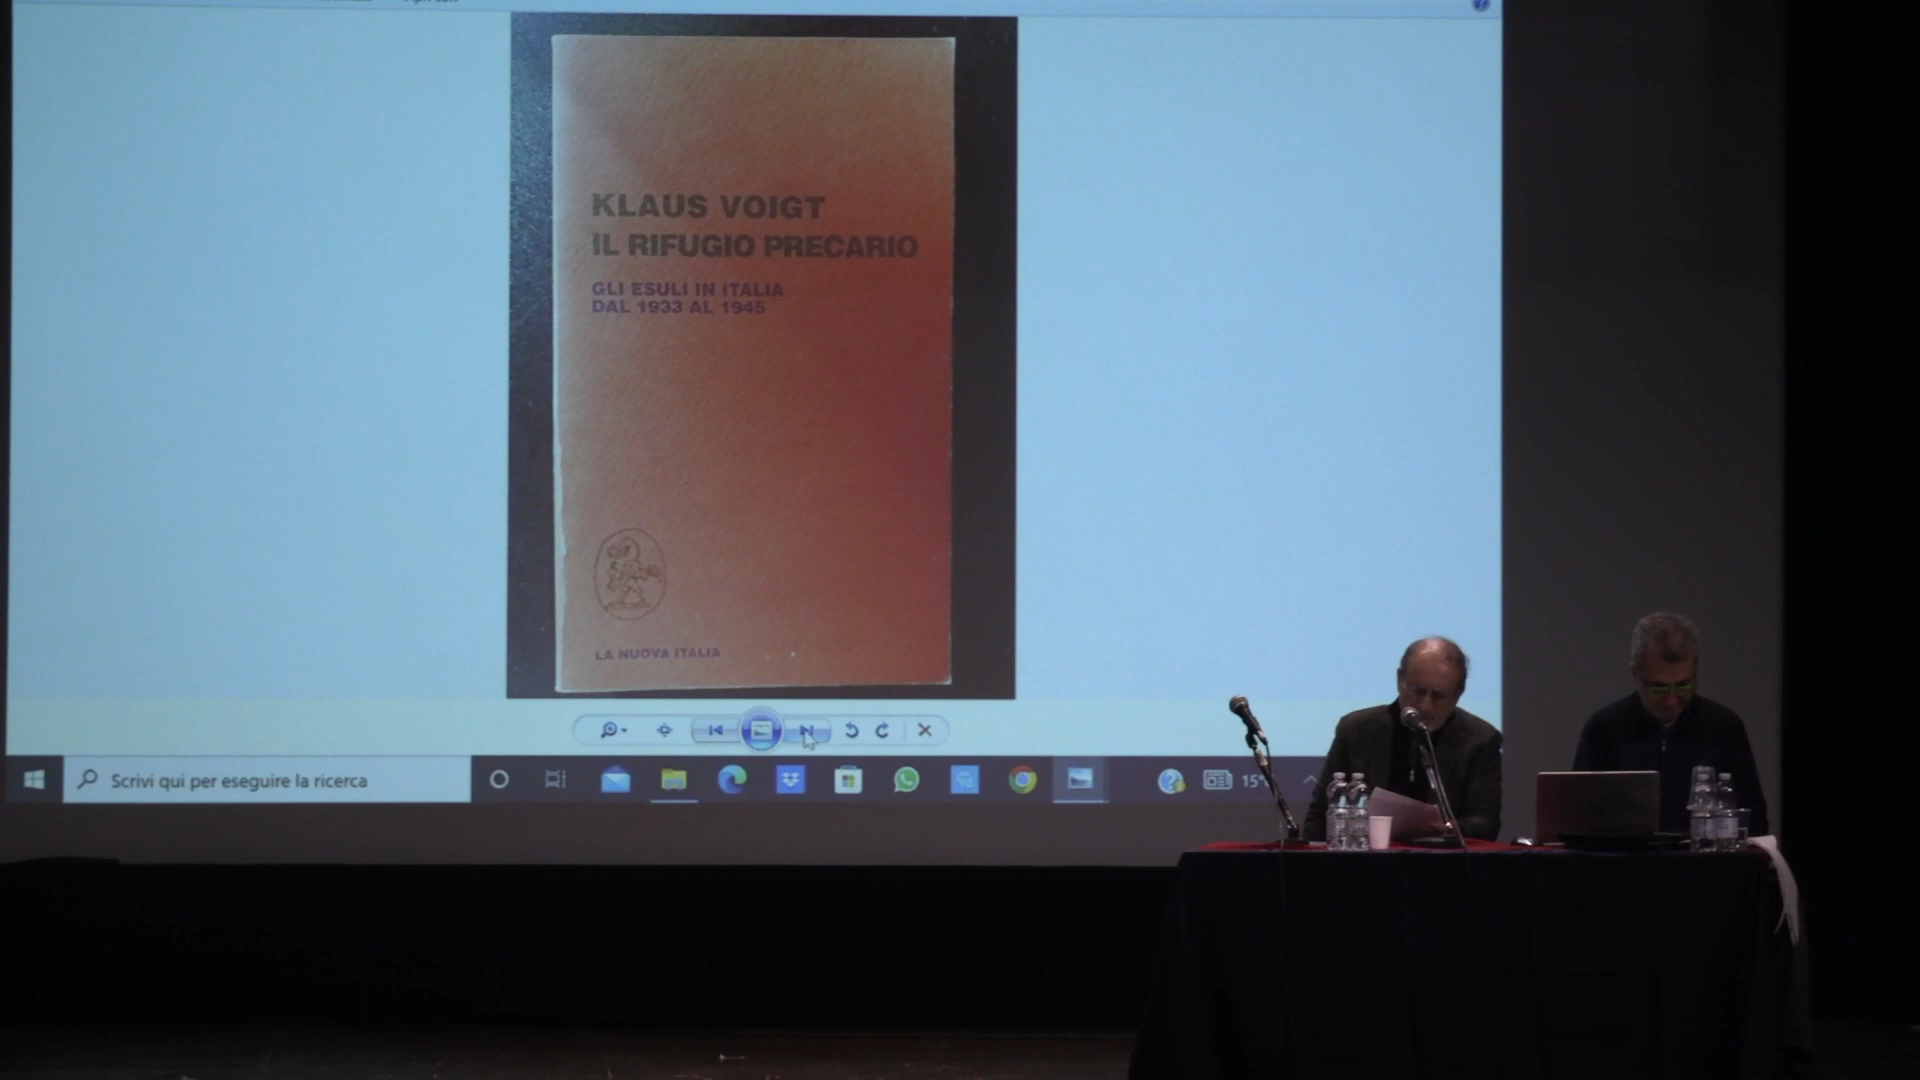 KLAUS VOIGT
IL RIFUGIO PRECARIO
GLI ESULI IN ITALIA
DAL 1933 AL 1945
LA NUOVA ITALIA
Scrivi qui per eseguire la ricerca
15°